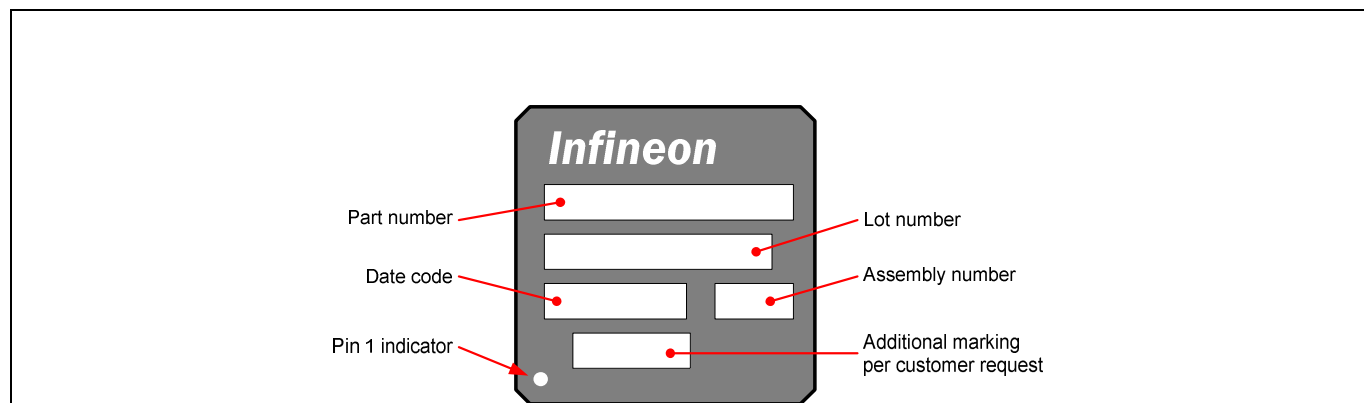 Infineon
Part number
Lot number
Date code
Assembly number
Pin 1 indicator
Additional marking
per customer request